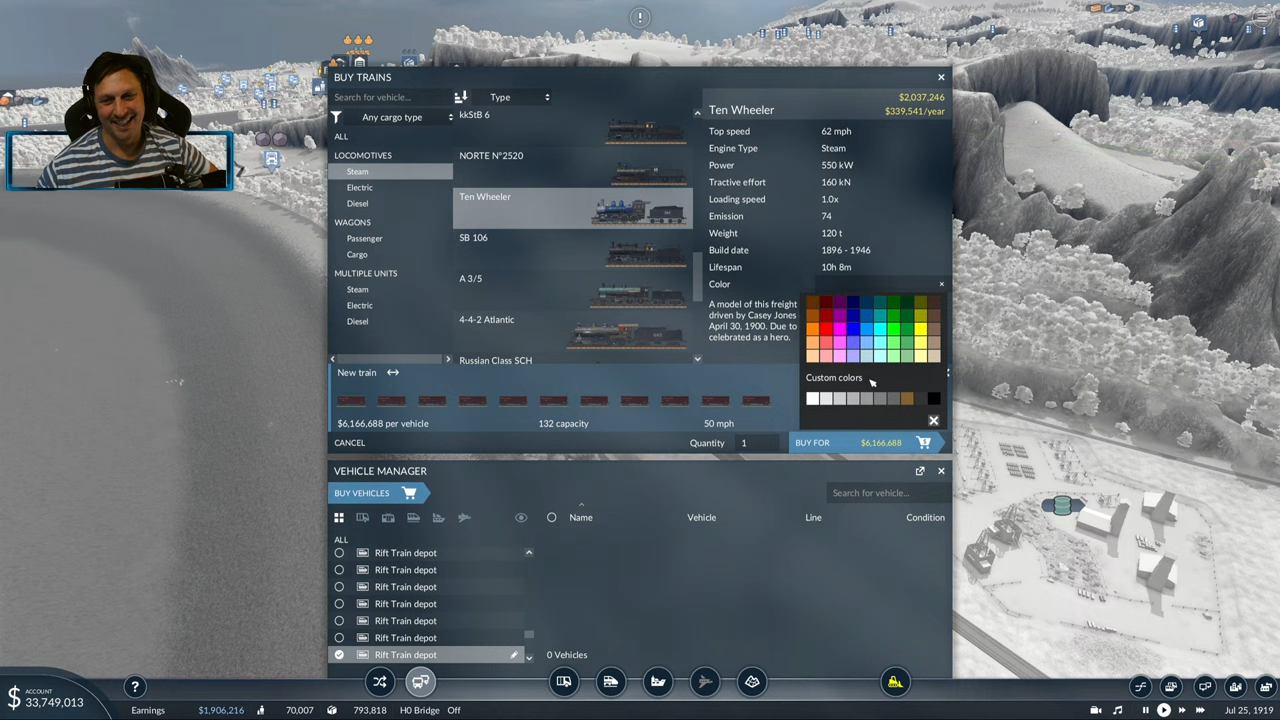 BUY TRAINS
Search for vehicle...
Type
Any cargo type
ALL
LOCOMOTIVES
Steam
Electric
Diesel
WAGONS
Passenger
Cargo
MULTIPLE UNITS
Steam
Electric
Diesel
kkStB 6
NORTE Nº2520
Ten Wheeler
SB 106
A 3/5
4-4-2 Atlantic
Russian Class SCH
Ten Wheeler
$2,037,246
$339,541/year
Top speed 62 mph
Engine Type Steam
Power 550 kW
Tractive effort 160 kN
Loading speed 1.0x
Emission 74
Weight 120 t
Build date 1896 - 1946
Lifespan 10h 8m
Color
A model of this freight
driven by Casey Jones
April 30, 1900. Due to
celebrated as a hero.
Custom colors
New train
$6,166,688 per vehicle 132 capacity 50 mph
CANCEL Quantity 1 BUY FOR $6,166,688
VEHICLE MANAGER
BUY VEHICLES
Search for vehicle...
Name Vehicle Line Condition
ALL
Rift Train depot
Rift Train depot
Rift Train depot
Rift Train depot
Rift Train depot
Rift Train depot
Rift Train depot
0 Vehicles
ACCOUNT
$ 33,749,013
?
Earnings $1,906,216 70,007 793,818 H0 Bridge Off
Jul 25, 1919